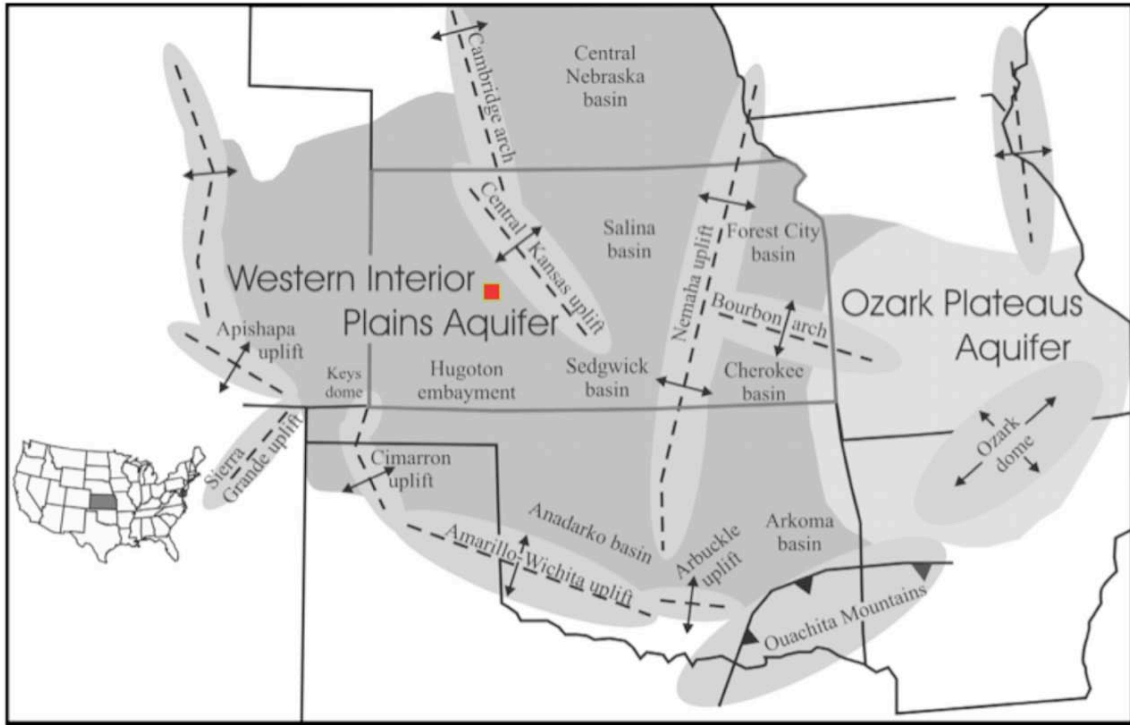 Central
Nebraska
basin
Cambridge arch
Central
Kansas uplift
Salina
basin
Nemaha uplift
Forest City
basin
Western Interior
Plains Aquifer
Bourbon arch
Ozark Plateaus
Aquifer
Apishapa
uplift
Keys
dome
Hugoton
embayment
Sedgwick
basin
Cherokee
basin
Sierra
Grande uplift
Cimarron
uplift
Ozark
dome
Anadarko basin
Amarillo-Wichita uplift
Arbuckle
uplift
Arkoma
basin
Ouachita Mountains